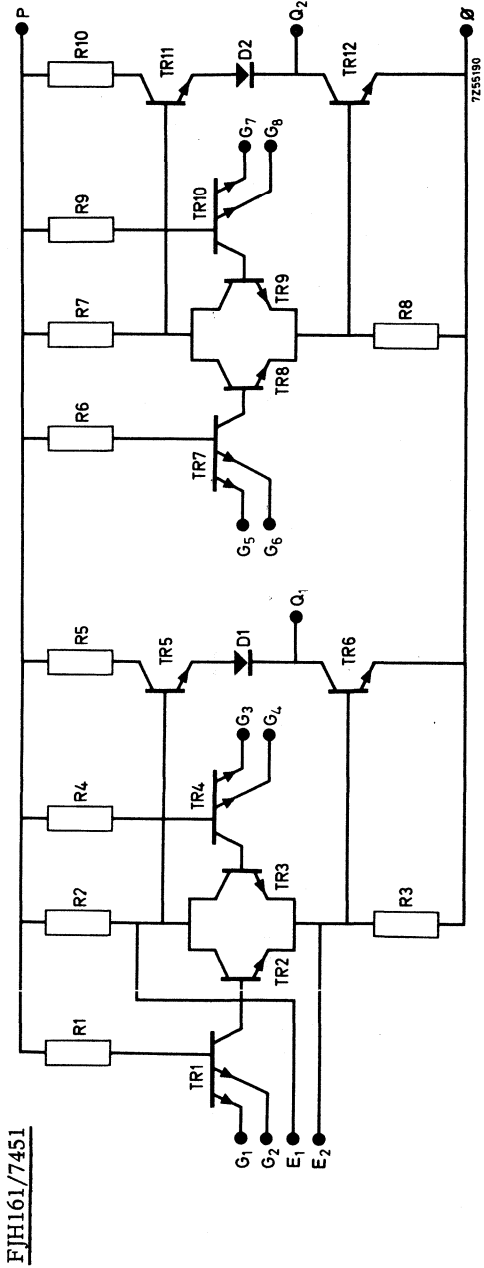 FJH161/7451
P
R1
R2
R4
R5
R6
R7
R9
R10
TR1
TR2
TR3
TR4
TR5
TR7
TR8
TR9
TR10
TR11
D1
D2
G₁
G₂
E₁
E₂
G₃
G₄
Q₁
G₅
G₆
G₇
G₈
Q₂
TR6
TR12
R3
R8
Ø
7Z55190